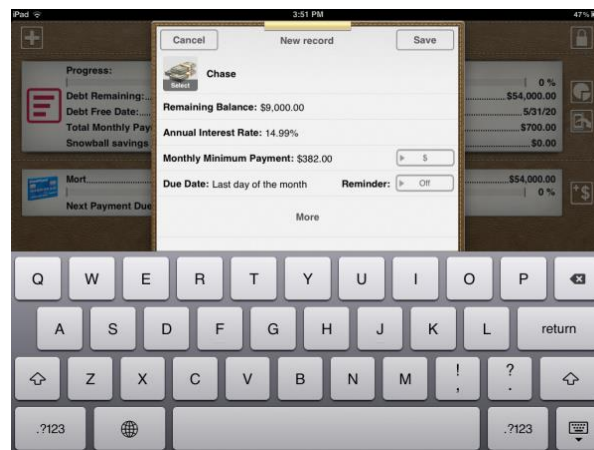 iPad 3:51 PM 47%
Cancel New record Save
Select Chase
Remaining Balance: $9,000.00
Annual Interest Rate: 14.99%
Monthly Minimum Payment: $382.00 $
Due Date: Last day of the month Reminder: Off
More
Progress:
0 %
Debt Remaining:... $54,000.00
Debt Free Date:... 5/31/20
Total Monthly Pay $700.00
Snowball savings $0.00
Mort $54,000.00
0 %
Next Payment Due
+$
Q W E R T Y U I O P
A S D F G H J K L return
Z X C V B N M ! , ? .
.?123 .?123